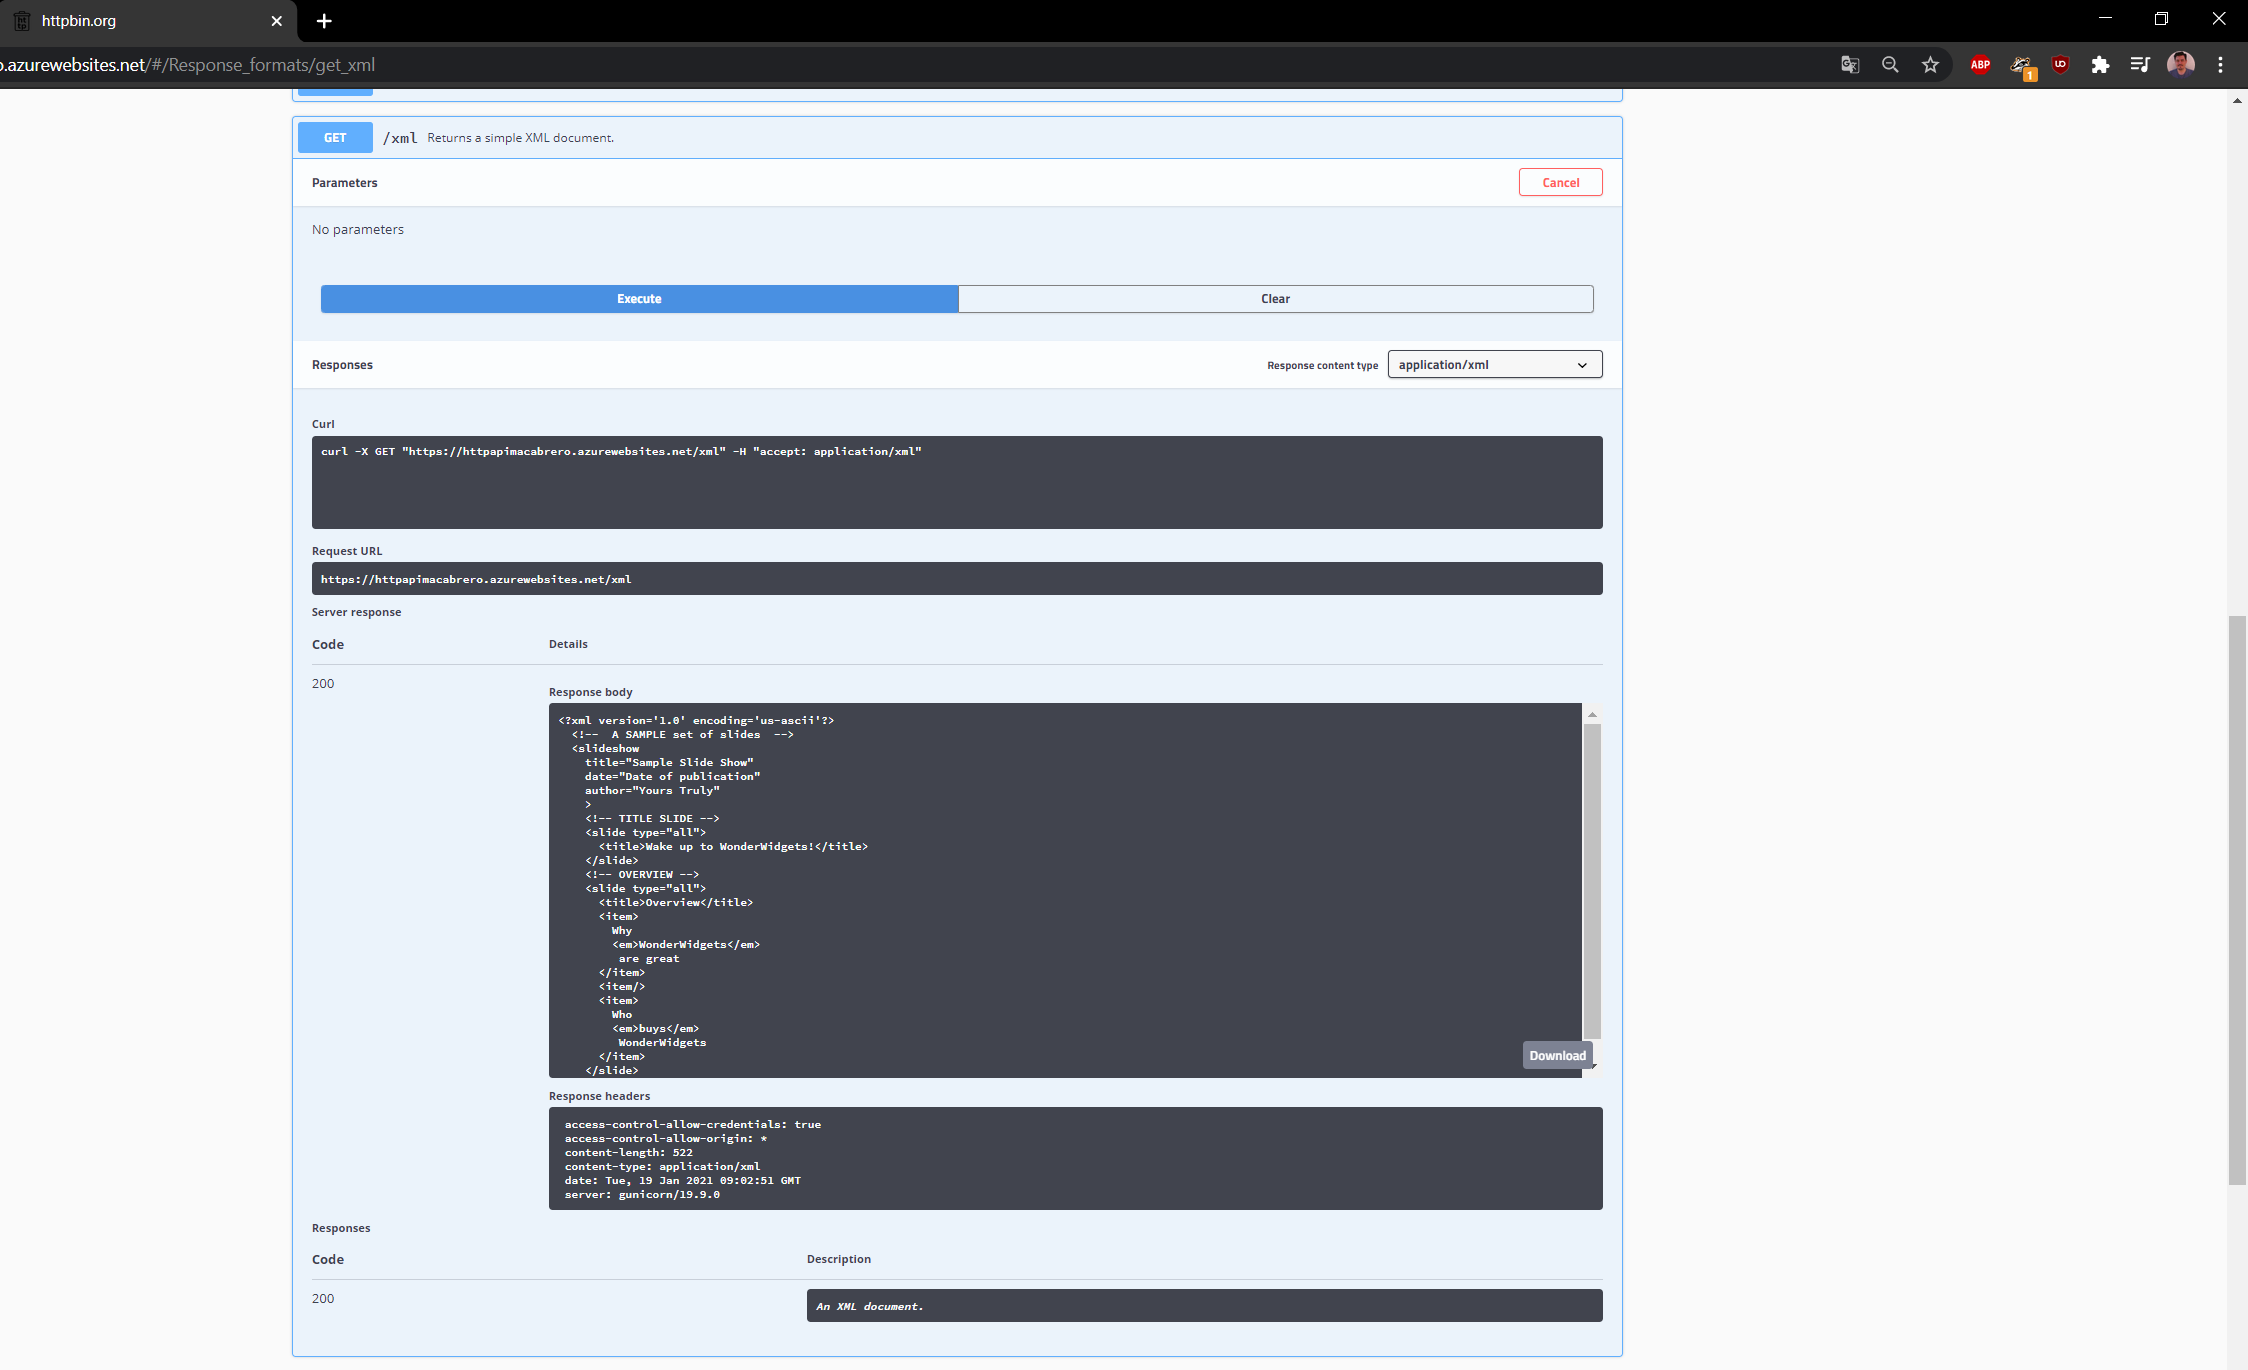 httpbin.org
.azurewebsites.net/#/Response_formats/get_xml
ABP
1
GET /xml Returns a simple XML document.
Parameters
Cancel
No parameters
Execute
Clear
Responses
Response content type
application/xml
Curl
curl -X GET "https://httpapimacabrero.azurewebsites.net/xml" -H "accept: application/xml"
Request URL
https://httpapimacabrero.azurewebsites.net/xml
Server response
Code Details
200
Response body
<?xml version='1.0' encoding='us-ascii'?>
<!--  A SAMPLE set of slides  -->
<slideshow
title="Sample Slide Show"
date="Date of publication"
author="Yours Truly"
>
<!-- TITLE SLIDE -->
<slide type="all">
<title>Wake up to WonderWidgets!</title>
</slide>
<!-- OVERVIEW -->
<slide type="all">
<title>Overview</title>
<item>
Why
<em>WonderWidgets</em>
are great
</item>
<item/>
<item>
Who
<em>buys</em>
WonderWidgets
</item>
</slide>
Download
Response headers
access-control-allow-credentials: true
access-control-allow-origin: *
content-length: 522
content-type: application/xml
date: Tue, 19 Jan 2021 09:02:51 GMT
server: gunicorn/19.9.0
Responses
Code Description
200
An XML document.